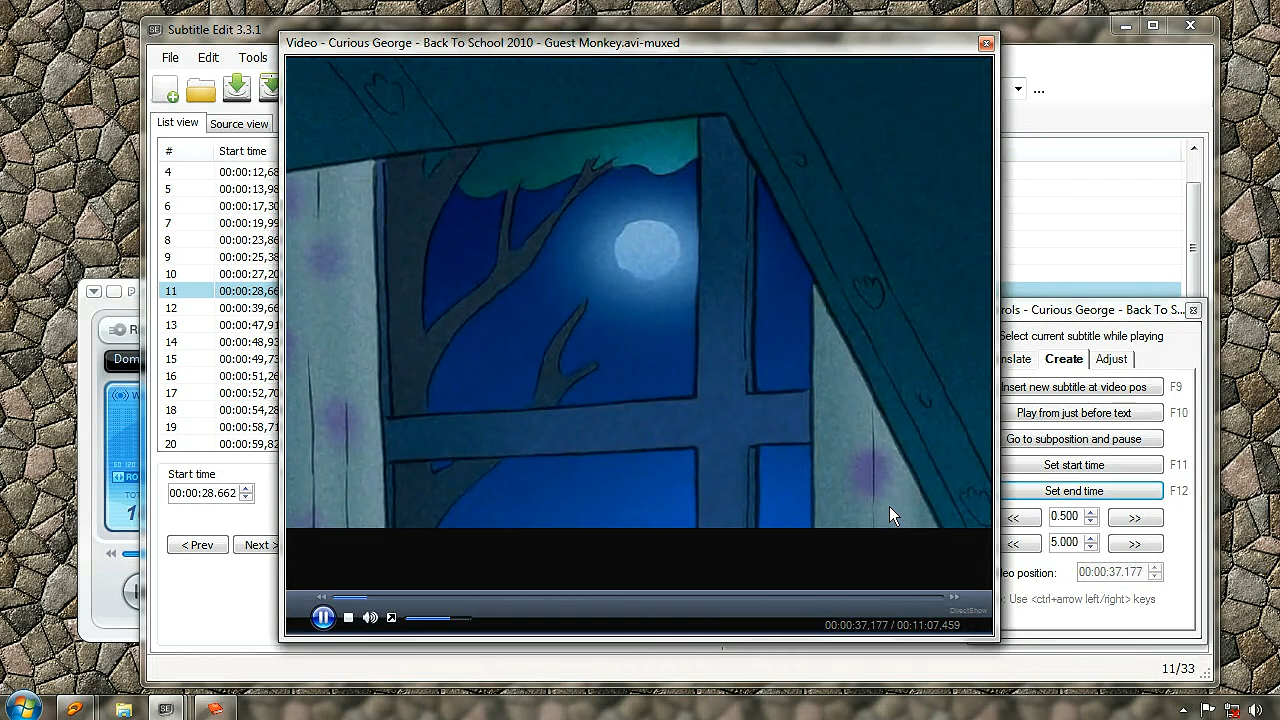 Subtitle Edit 3.3.1
Video - Curious George - Back To School 2010 - Guest Monkey.avi-muxed
File Edit Tools
...
List view Source view
# Start time
4 00:00:12,68
5 00:00:13,98
6 00:00:17,30
7 00:00:19,99
8 00:00:23,86
9 00:00:25,38
10 00:00:27,20
11 00:00:28,66
12 00:00:39,66
13 00:00:47,91
14 00:00:48,93
15 00:00:49,73
16 00:00:51,26
17 00:00:52,70
18 00:00:54,28
19 00:00:58,71
20 00:00:59,82
Start time
00:00:28.662
< Prev Next >
rols - Curious George - Back To S...
Select current subtitle while playing
nslate Create Adjust
Insert new subtitle at video pos F9
Play from just before text F10
Go to subposition and pause
Set start time F11
Set end time F12
<< 0.500 >>
<< 5.000 >>
eo position: 00:00:37.177
: Use <ctrl+arrow left/right> keys
DirectShow
00:00:37,177 / 00:11:07,459
11/33
Dom
60 120
RO
TOT